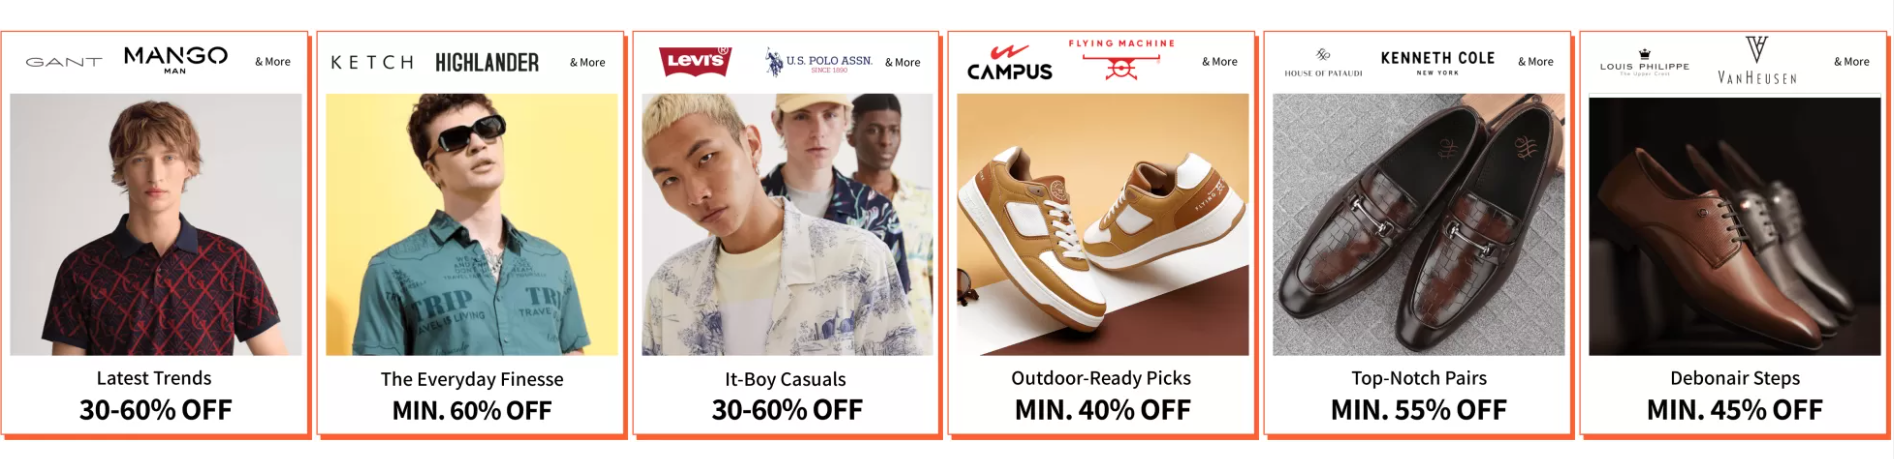 GANT
MANGO
MAN
& More
Latest Trends
30-60% OFF
KETCH
HIGHLANDER
& More
TRIP
TRAVEL IS LIVING
TRAVE
The Everyday Finesse
MIN. 60% OFF
LEVI'S®
U.S. POLO ASSN.
SINCE 1890
& More
It-Boy Casuals
30-60% OFF
CAMPUS
FLYING MACHINE
& More
FLYING
Outdoor-Ready Picks
MIN. 40% OFF
HOUSE OF PATAUDI
KENNETH COLE
NEW YORK
& More
Top-Notch Pairs
MIN. 55% OFF
LOUIS PHILIPPE
The Upper Crest
VANHEUSEN
& More
Debonair Steps
MIN. 45% OFF